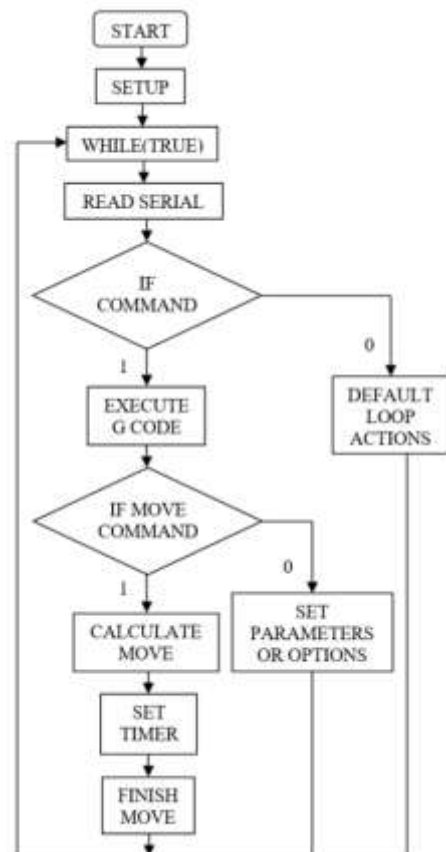 START
SETUP
WHILE(TRUE)
READ SERIAL
IF
COMMAND
0
1
EXECUTE
G CODE
DEFAULT
LOOP
ACTIONS
IF MOVE
COMMAND
0
1
CALCULATE
MOVE
SET
PARAMETERS
OR OPTIONS
SET
TIMER
FINISH
MOVE